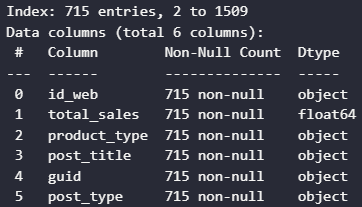 Index: 715 entries, 2 to 1509
Data columns (total 6 columns):
 #   Column        Non-Null Count  Dtype
---  ------        --------------  -----
 0   id_web        715 non-null    object
 1   total_sales   715 non-null    float64
 2   product_type  715 non-null    object
 3   post_title    715 non-null    object
 4   guid          715 non-null    object
 5   post_type     715 non-null    object